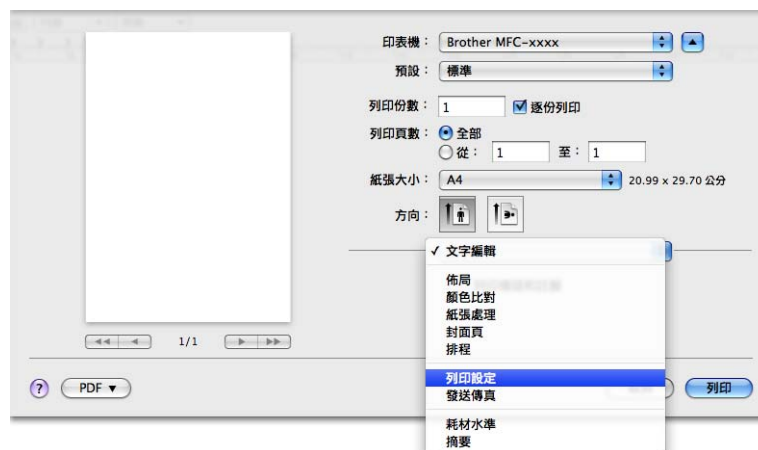 印表機： Brother MFC-xxxx
預設： 標準
列印份數： 1 逐份列印
列印頁數： 全部
從： 1 至： 1
紙張大小： A4 20.99 x 29.70 公分
方向：
✓ 文字編輯
佈局
顏色比對
紙張處理
封面頁
排程
1/1
列印設定
發送傳真
? PDF ▼ 列印
耗材水準
摘要